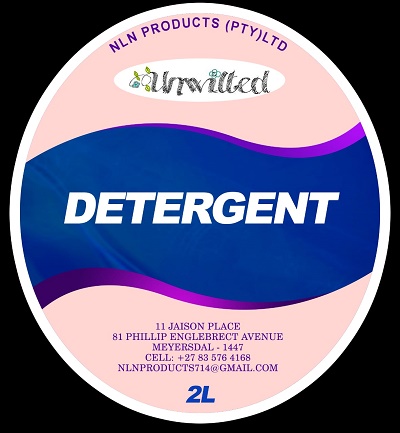 NLN PRODUCTS (PTY)LTD
Unwilted
DETERGENT
11 JAISON PLACE
81 PHILLIP ENGLEBRECT AVENUE
MEYERSDAL - 1447
CELL: +27 83 576 4168
NLNPRODUCTS714@GMAIL.COM
2L